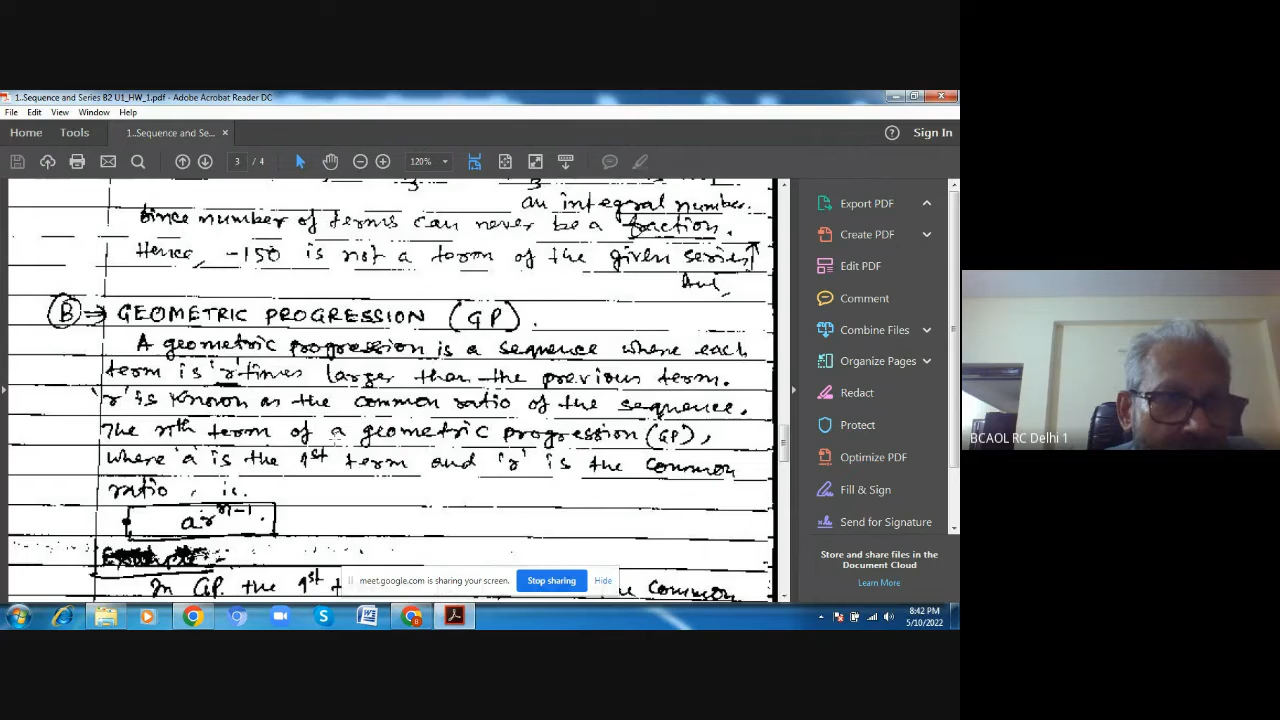 1..Sequence and Series B2 U1_HW_1.pdf - Adobe Acrobat Reader DC
File Edit View Window Help
Home Tools 1..Sequence and Se... × Sign In
3 / 4 120%
an integral number.
Since number of terms can never be a fraction.
Hence, -150 is not a term of the given series
B ⇒ GEOMETRIC PROGRESSION (GP).
A geometric progression is a sequence where each
term is 'r' times larger than the previous term.
'r' is known as the common ratio of the sequence.
The nth term of a geometric progression (GP),
where 'a' is the 1st term and 'r' is the common
ratio, is.
ar^n-1.
In GP. the 1st
common
meet.google.com is sharing your screen. Stop sharing Hide
Export PDF
Create PDF
Edit PDF
Comment
Combine Files
Organize Pages
Redact
Protect
Optimize PDF
Fill & Sign
Send for Signature
Store and share files in the
Document Cloud
Learn More
BCAOL RC Delhi 1
8:42 PM
5/10/2022